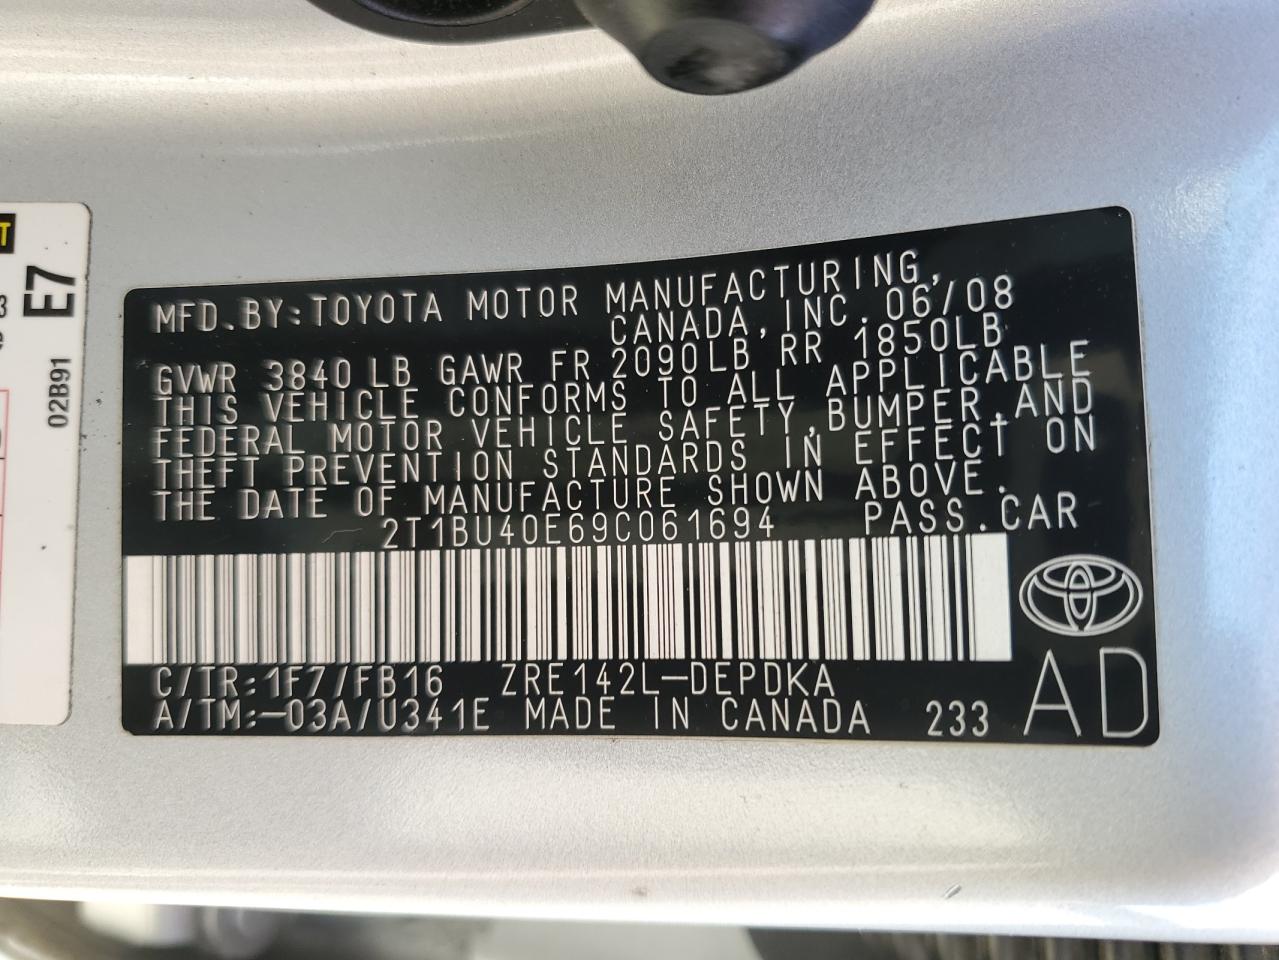 T
E7
3
02B91
MFD. BY: TOYOTA MOTOR MANUFACTURING,
CANADA, INC. 06/08
GVWR 3840 LB GAWR FR 2090LB RR 1850LB
THIS VEHICLE CONFORMS TO ALL APPLICABLE
FEDERAL MOTOR VEHICLE SAFETY, BUMPER, AND
THEFT PREVENTION STANDARDS IN EFFECT ON
THE DATE OF MANUFACTURE SHOWN ABOVE.
2T1BU40E69C061694 PASS. CAR
C/TR: 1F7/FB16 ZRE142L-DEPDKA
A/TM: -03A/U341E MADE IN CANADA 233 AD